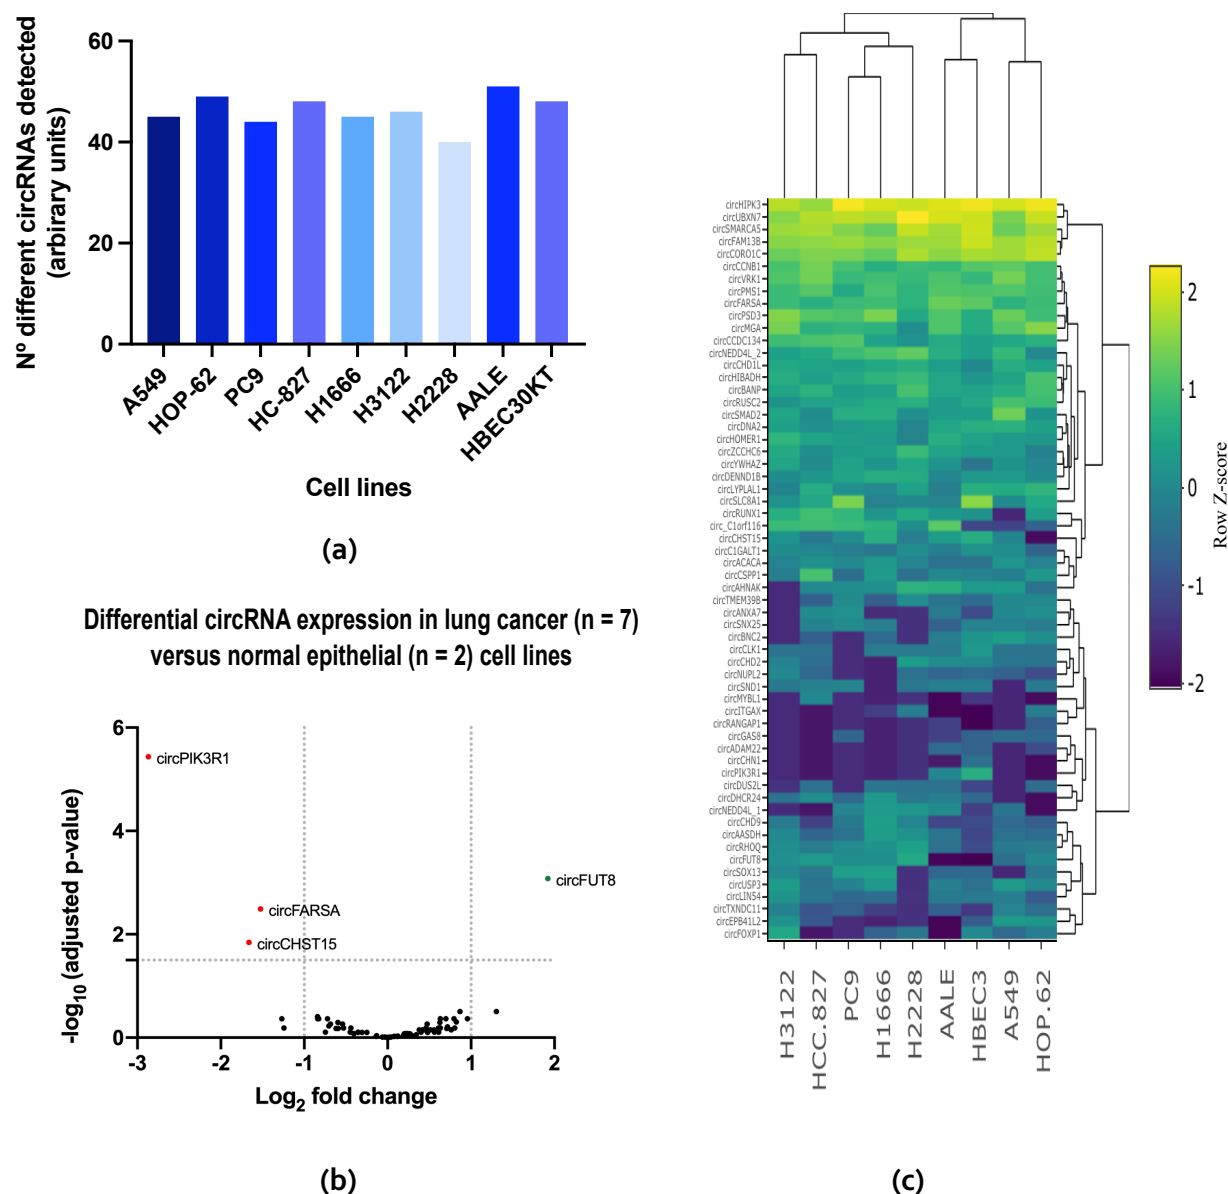 Nº different circRNAs detected
(arbirary units)
60
40
20
0
A549
HOP-62
PC9
HC-827
H1666
H3122
H2228
AALE
HBEC30KT
Cell lines
(a)
Differential circRNA expression in lung cancer (n = 7)
versus normal epithelial (n = 2) cell lines
-log10 (adjusted p-value)
6
4
2
0
circPIK3R1
circFUT8
circFARSA
circCHST15
-3
-2
-1
0
1
2
Log2 fold change
(b)
circHIPK3
circUBXN7
circSMARCA5
circFAM13B
circCORO1C
circCCNB1
circVRK1
circPMS1
circFARSA
circPSD3
circMGA
circCCDC134
circNEDD4L_2
circCHD1L
circHIBADH
circBANP
circRUSC2
circSMAD2
circDNA2
circHOMER1
circZCCHC6
circYWHAZ
circDENND1B
circLYPLAL1
circSLC8A1
circRUNX1
circ_C1orf116
circCHST15
circC1GALT1
circACACA
circCSPP1
circAHNAK
circTMEM39B
circANXA7
circSNX25
circBNC2
circCLK1
circCHD2
circNUPL2
circSND1
circMYBL1
circITGAX
circRANGAP1
circGAS8
circADAM22
circCHN1
circPIK3R1
circDUS2L
circDHCR24
circNEDD4L_1
circCHD9
circAASDH
circRHOQ
circFUT8
circSOX13
circUSP3
circLIN54
circTXNDC11
circEPB41L2
circFOXP1
H3122
HCC.827
PC9
H1666
H2228
AALE
HBEC3
A549
HOP.62
2
1
0
-1
-2
Row Z-score
(c)